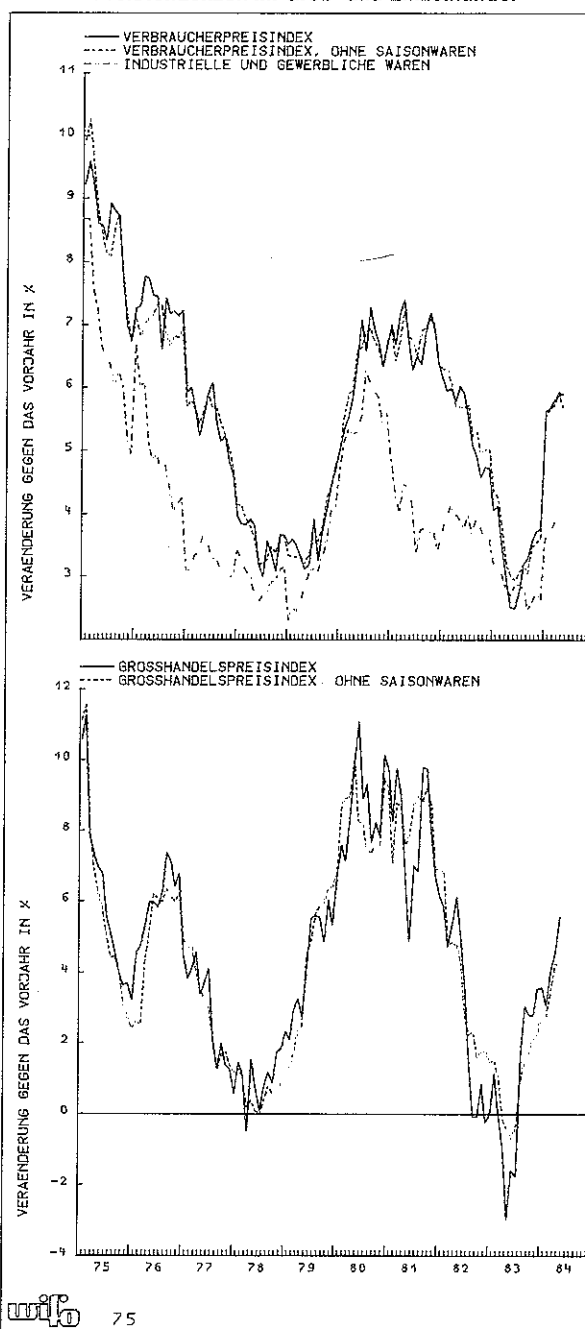 VERBRAUCHERPREISINDEX
VERBRAUCHERPREISINDEX, OHNE SAISONWAREN
INDUSTRIELLE UND GEWERBLICHE WAREN
11
10
9
8
7
6
5
4
3
VERAENDERUNG GEGEN DAS VORJAHR IN %
GROSSHANDELSPREISINDEX
GROSSHANDELSPREISINDEX, OHNE SAISONWAREN
12
10
8
6
4
2
0
-2
-4
VERAENDERUNG GEGEN DAS VORJAHR IN %
75 76 77 78 79 80 81 82 83 84
wifo 75